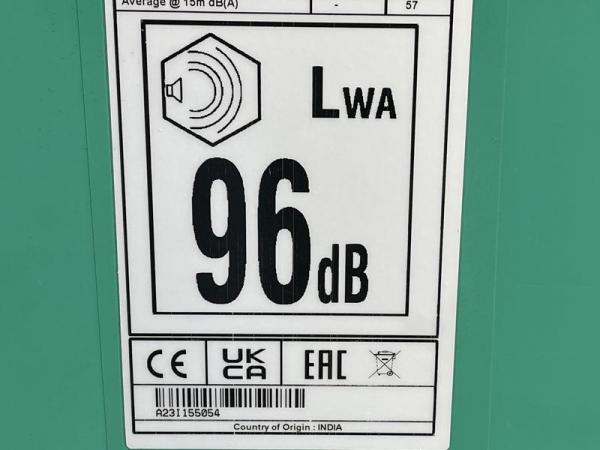 Average @ 15m dB(A) - 57
LWA
96dB
CE UK CA EAC
A23I155054
Country of Origin : INDIA